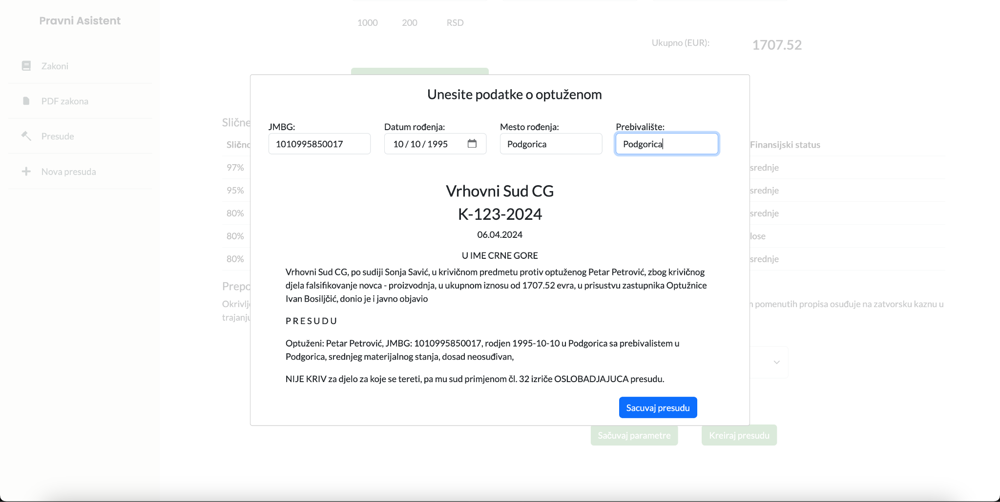 Pravni Asistent
Zakoni
PDF zakona
Presude
Nova presuda
1000 200 RSD
Ukupno (EUR): 1707.52
Unesite podatke o optuženom
JMBG: Datum rođenja: Mesto rođenja: Prebivalište:
1010995850017 10 / 10 / 1995 Podgorica Podgorica
Vrhovni Sud CG
K-123-2024
06.04.2024
U IME CRNE GORE
Vrhovni Sud CG, po sudiji Sonja Savić, u krivičnom predmetu protiv optuženog Petar Petrović, zbog krivičnog
djela falsifikovanje novca - proizvodnja, u ukupnom iznosu od 1707.52 evra, u prisustvu zastupnika Optužnice
Ivan Bosiljčić, donio je i javno objavio
P R E S U D U
Optuženi: Petar Petrović, JMBG: 1010995850017, rodjen 1995-10-10 u Podgorica sa prebivalistem u
Podgorica, srednjeg materijalnog stanja, dosad neosuđivan,
NIJE KRIV za djelo za koje se tereti, pa mu sud primjenom čl. 32 izriče OSLOBADJAJUCA presudu.
Sacuvaj presudu
Finansijski status
97% srednje
95% srednje
80% srednje
80% lose
80% srednje
pomenutih propisa osuđuje na zatvorsku kaznu u
Sačuvaj parametre Kreiraj presudu